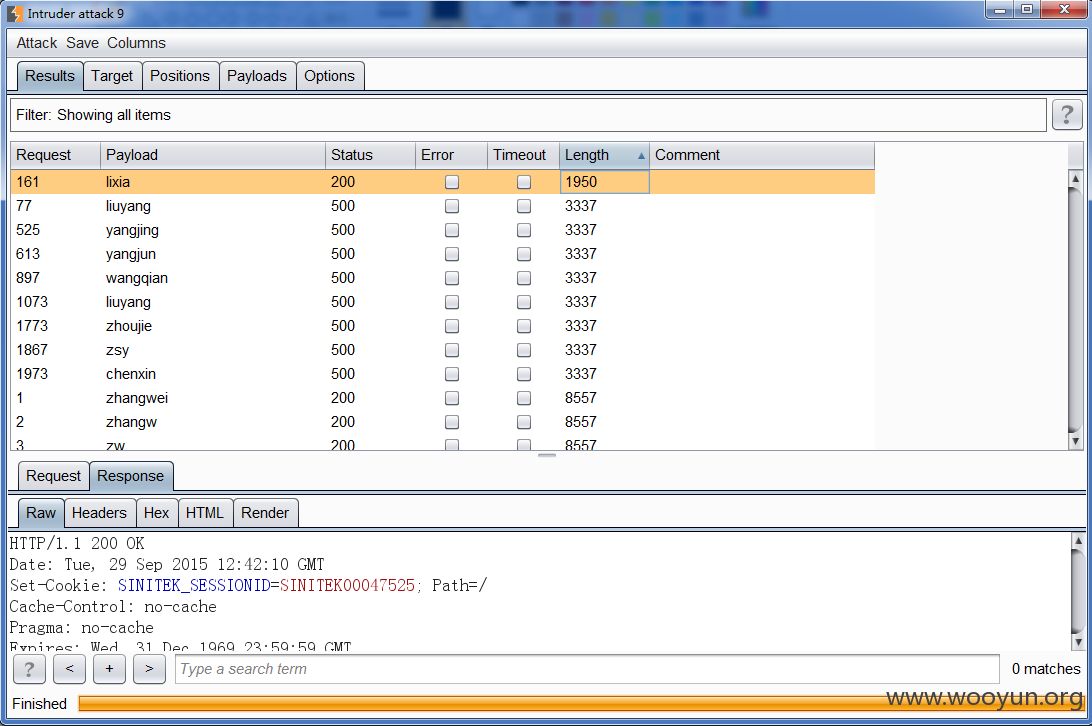 Intruder attack 9
Attack Save Columns
Results Target Positions Payloads Options
Filter: Showing all items
?
Request Payload Status Error Timeout Length Comment
161 lixia 200 1950
77 liuyang 500 3337
525 yangjing 500 3337
613 yangjun 500 3337
897 wangqian 500 3337
1073 liuyang 500 3337
1773 zhoujie 500 3337
1867 zsy 500 3337
1973 chenxin 500 3337
1 zhangwei 200 8557
2 zhangw 200 8557
3 zw 200 8557
Request Response
Raw Headers Hex HTML Render
HTTP/1.1 200 OK
Date: Tue, 29 Sep 2015 12:42:10 GMT
Set-Cookie: SINITEK_SESSIONID=SINITEK00047525; Path=/
Cache-Control: no-cache
Pragma: no-cache
Expires: Wed, 31 Dec 1969 23:59:59 GMT
? < + > Type a search term 0 matches
Finished
www.wooyun.org